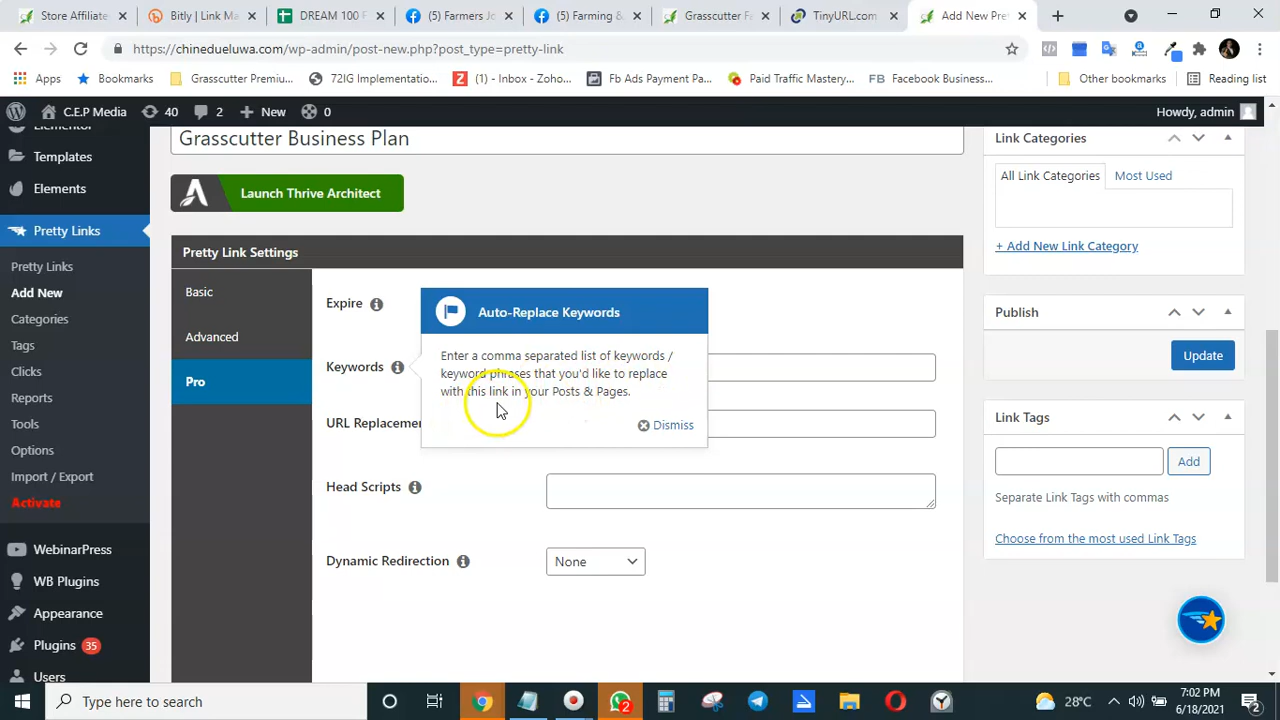 Store Affiliate
Bitly | Link Ma
DREAM 100 F
(5) Farmers Jo
(5) Farming &
Grasscutter F
TinyURL.com
Add New Pret
https://chinedueluwa.com/wp-admin/post-new.php?post_type=pretty-link
Apps
Bookmarks
Grasscutter Premiu...
72IG Implementatio...
(1) - Inbox - Zoho...
Fb Ads Payment Pa...
Paid Traffic Mastery...
FB Facebook Busines...
Other bookmarks
Reading list
C.E.P Media
40
2
New
0
Howdy, admin
Elementor
Templates
Elements
Pretty Links
Pretty Links
Add New
Categories
Tags
Clicks
Reports
Tools
Options
Import / Export
Activate
WebinarPress
WB Plugins
Appearance
Plugins 35
Users
Grasscutter Business Plan
Launch Thrive Architect
Pretty Link Settings
Basic
Advanced
Pro
Expire
Keywords
URL Replacemen
Head Scripts
Dynamic Redirection
None
Auto-Replace Keywords
Enter a comma separated list of keywords /
keyword phrases that you'd like to replace
with this link in your Posts & Pages.
Dismiss
Link Categories
All Link Categories
Most Used
+ Add New Link Category
Publish
Update
Link Tags
Add
Separate Link Tags with commas
Choose from the most used Link Tags
Type here to search
2
28°C
7:02 PM
6/18/2021
2